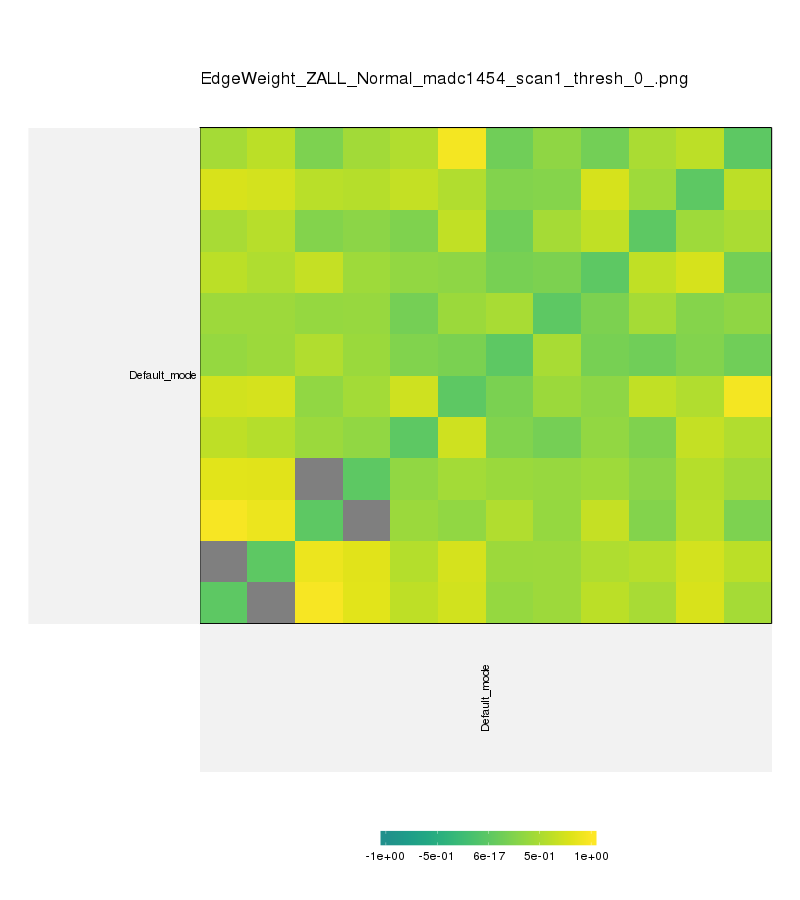 EdgeWeight_ZALL_Normal_madc1454_scan1_thresh_0_.png
Default_mode
Default_mode
-1e+00 -5e-01 6e-17 5e-01 1e+00